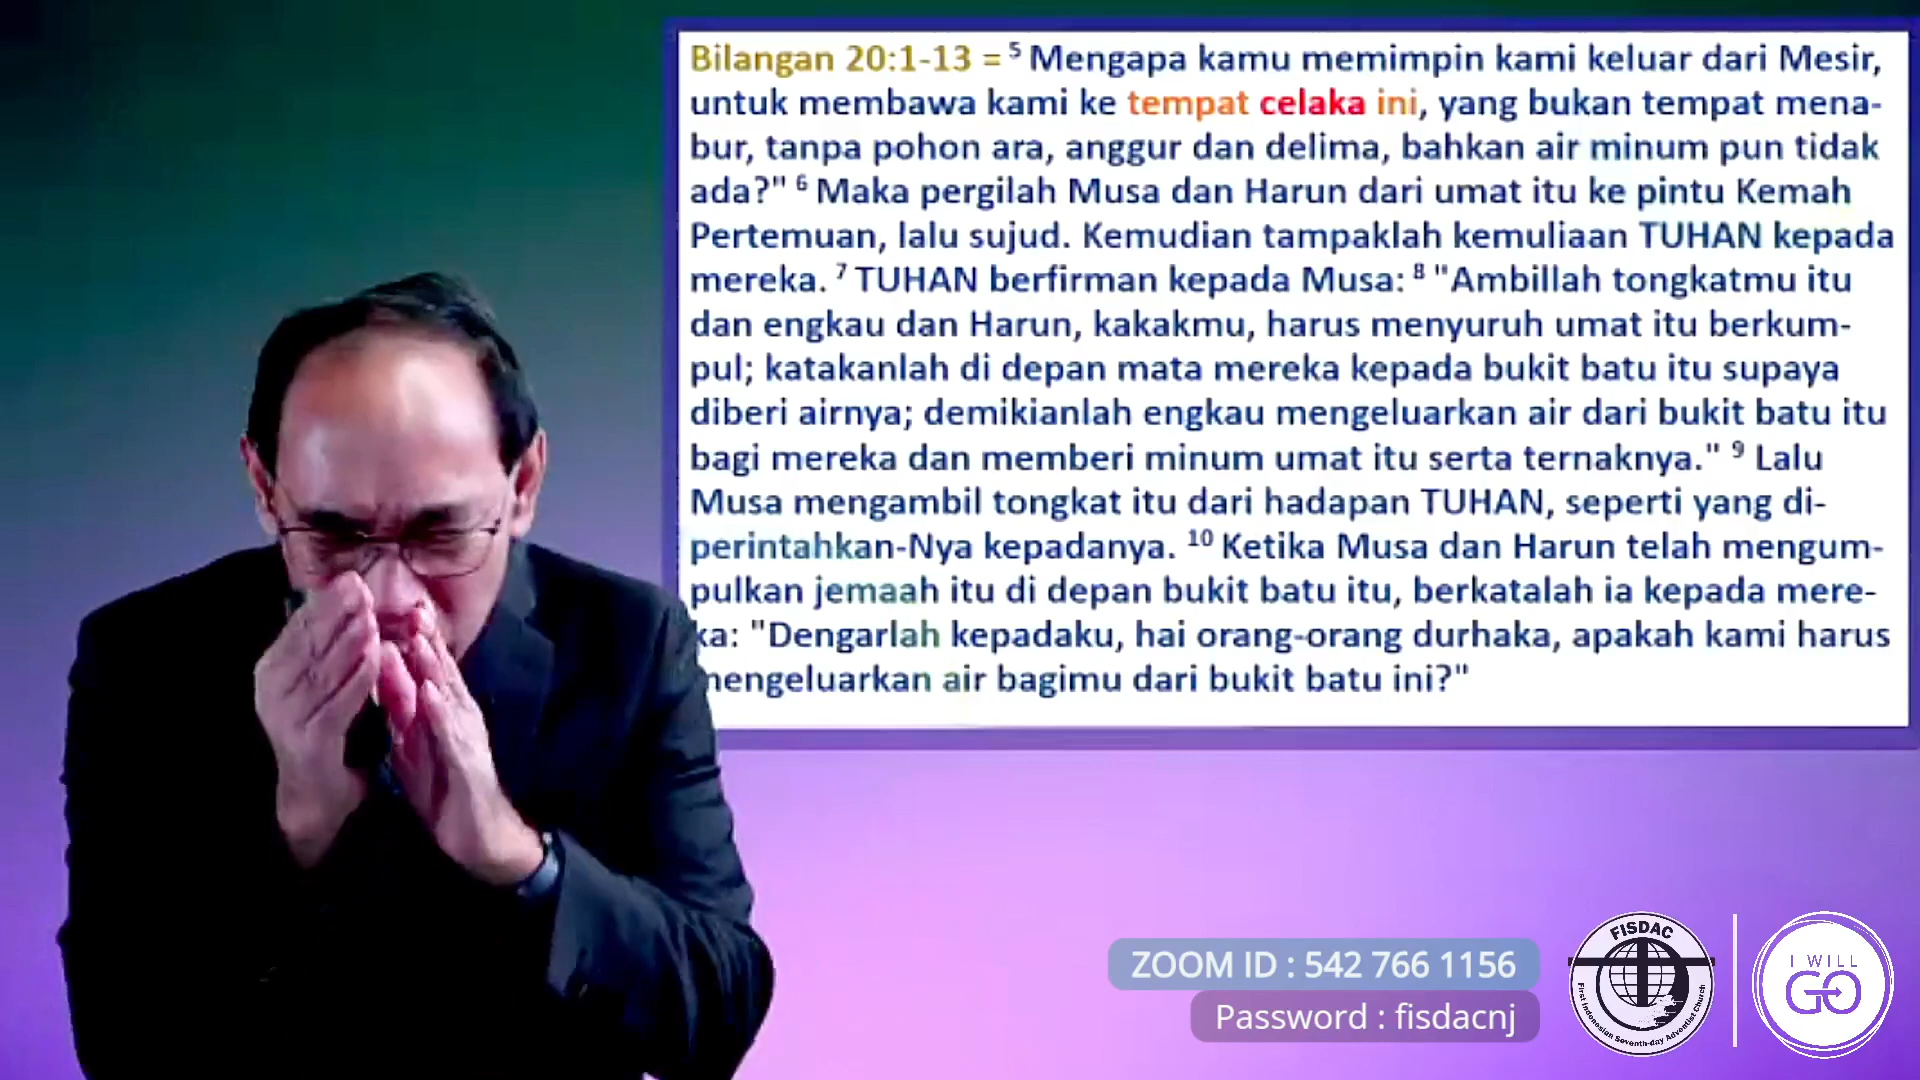 Bilangan 20:1-13 = ⁵ Mengapa kamu memimpin kami keluar dari Mesir,
untuk membawa kami ke tempat celaka ini, yang bukan tempat mena-
bur, tanpa pohon ara, anggur dan delima, bahkan air minum pun tidak
ada?" ⁶ Maka pergilah Musa dan Harun dari umat itu ke pintu Kemah
Pertemuan, lalu sujud. Kemudian tampaklah kemuliaan TUHAN kepada
mereka. ⁷ TUHAN berfirman kepada Musa: ⁸ "Ambillah tongkatmu itu
dan engkau dan Harun, kakakmu, harus menyuruh umat itu berkum-
pul; katakanlah di depan mata mereka kepada bukit batu itu supaya
diberi airnya; demikianlah engkau mengeluarkan air dari bukit batu itu
bagi mereka dan memberi minum umat itu serta ternaknya." ⁹ Lalu
Musa mengambil tongkat itu dari hadapan TUHAN, seperti yang di-
perintahkan-Nya kepadanya. ¹⁰ Ketika Musa dan Harun telah mengum-
pulkan jemaah itu di depan bukit batu itu, berkatalah ia kepada mere-
ka: "Dengarlah kepadaku, hai orang-orang durhaka, apakah kami harus
mengeluarkan air bagimu dari bukit batu ini?"
ZOOM ID : 542 766 1156
Password : fisdacnj
FISDAC
First Indonesian Seventh-day Adventist Church
I WILL
GO